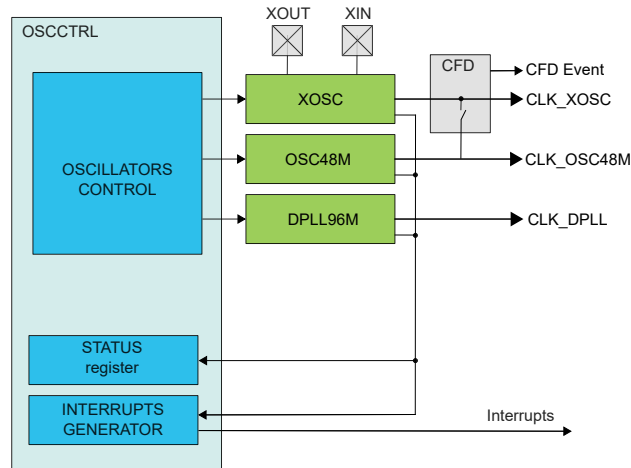 XOUT
XIN
OSCCTRL
CFD
CFD Event
XOSC
CLK_XOSC
OSCILLATORS
CONTROL
OSC48M
CLK_OSC48M
DPLL96M
CLK_DPLL
STATUS
register
INTERRUPTS
GENERATOR
Interrupts